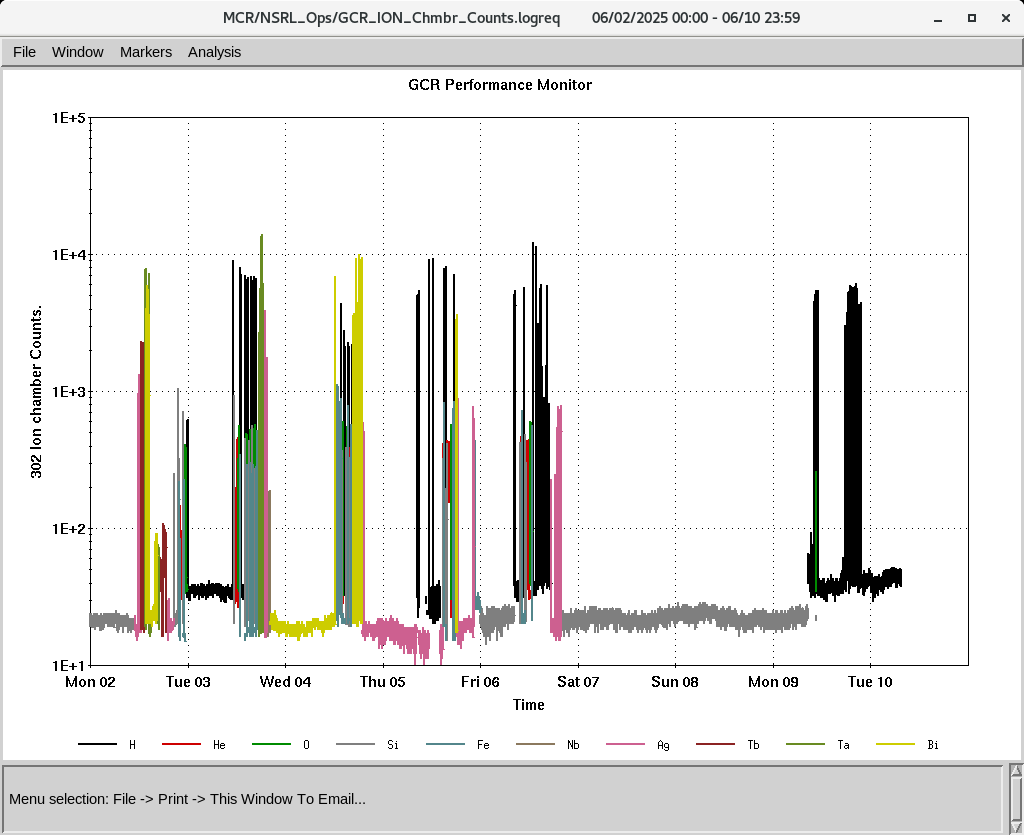 MCR/NSRL_Ops/GCR_ION_Chmbr_Counts.logreq 06/02/2025 00:00 - 06/10 23:59
File Window Markers Analysis
GCR Performance Monitor
1E+5
1E+4
1E+3
1E+2
1E+1
302 Ion chamber Counts.
Mon 02 Tue 03 Wed 04 Thu 05 Fri 06 Sat 07 Sun 08 Mon 09 Tue 10
Time
H He O Si Fe Nb Ag Tb Ta Bi
Menu selection: File -> Print -> This Window To Email...